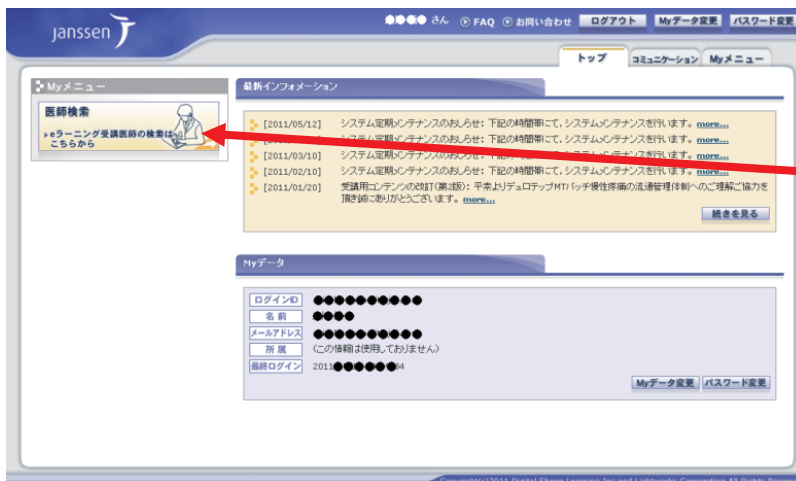 janssen
さん FAQ お問い合わせ ログアウト Myデータ変更 パスワード変更
トップ コミュニケーション Myメニュー
Myメニュー
医師検索
eラーニング受講医師の検索は
こちらから
最新インフォメーション
[2011/05/12] システム定期メンテナンスのおしらせ: 下記の時間帯にて、システムメンテナンスを行います。more...
システム定期メンテナンスのおしらせ: 下記の時間帯にて、システムメンテナンスを行います。more...
[2011/03/10] システム定期メンテナンスのおしらせ: 下記の時間帯にて、システムメンテナンスを行います。
[2011/02/10] システム定期メンテナンスのおしらせ: 下記の時間帯にて、システムメンテナンスを行います。more...
[2011/01/20] 受講用コンテンツの改訂(第2版): 平素よりデュロテップMTパッチ慢性疼痛の流通管理体制へのご理解ご協力を
頂き誠にありがとうございます。more...
続きを見る
Myデータ
ログインID
名前
メールアドレス
所属 (この情報は使用しておりません)
最終ログイン 2011
Myデータ変更 パスワード変更